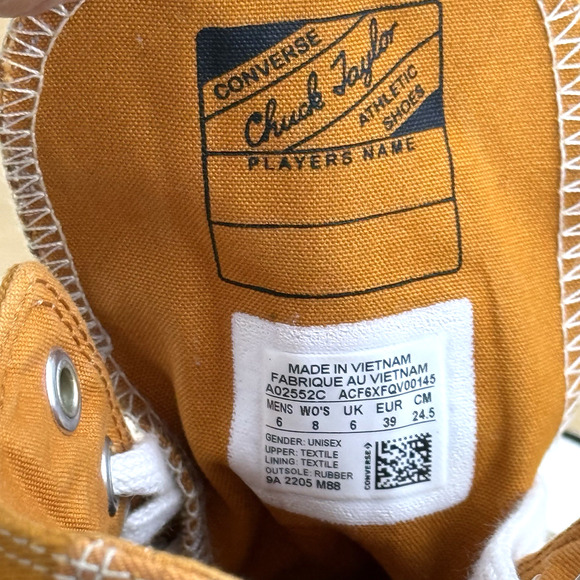 CONVERSE
Chuck Taylor
ATHLETIC
SHOES
PLAYERS NAME
MADE IN VIETNAM
FABRIQUE AU VIETNAM
A02552C ACF6XFQV00145
MENS WO'S UK EUR CM
6 8 6 39 24.5
GENDER: UNISEX
UPPER: TEXTILE
LINING: TEXTILE
OUTSOLE: RUBBER
9A 2205 M88
CONVERSE